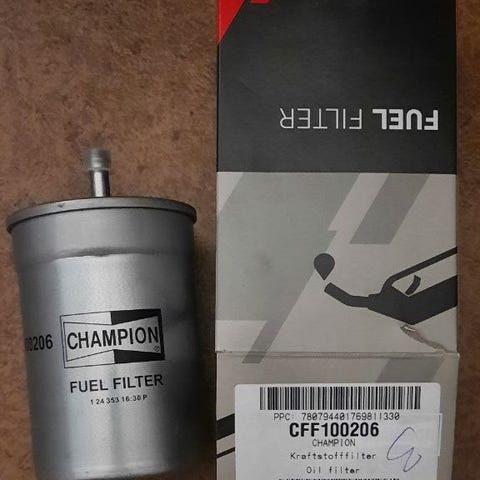 FUEL FILTER
00206
CHAMPION
FUEL FILTER
1 24 353 16:30 P
PPC: 780794401769811330
CFF100206
CHAMPION
Kraftstofffilter
Oil filter